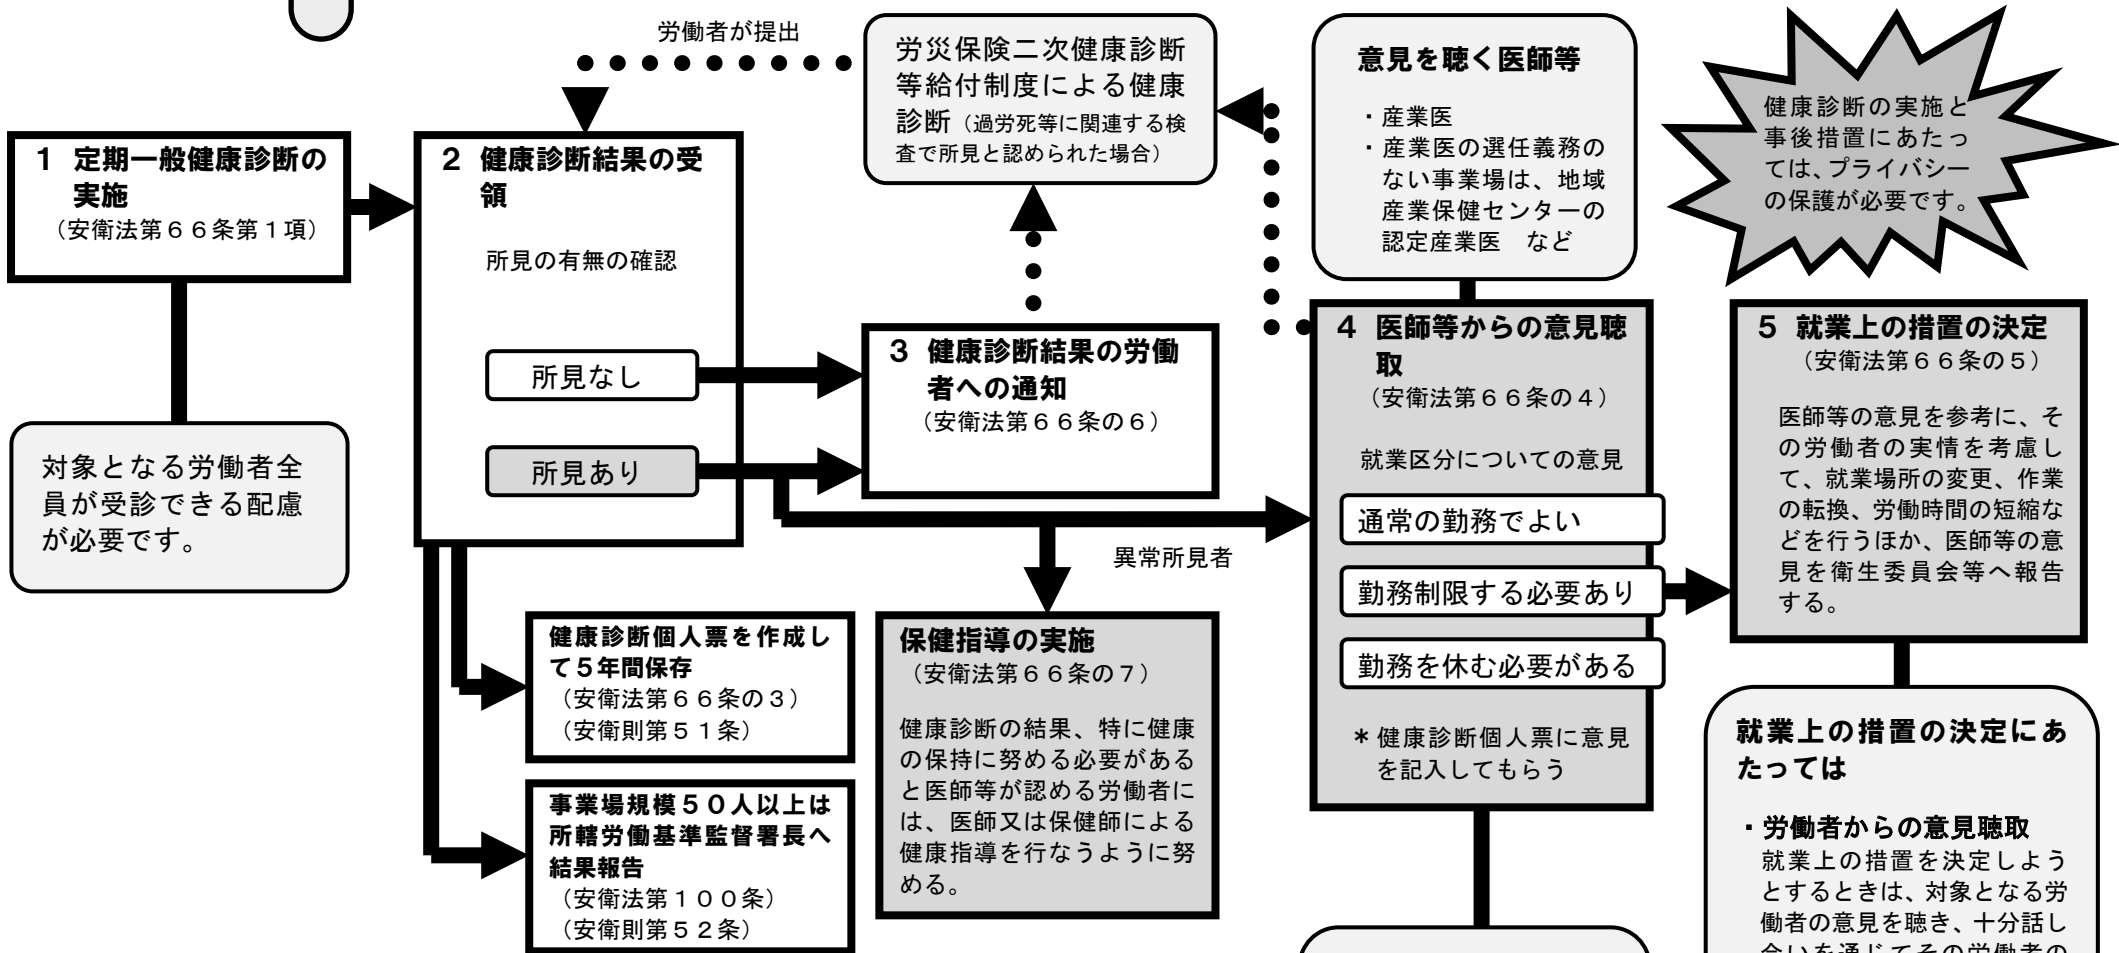 労働者が提出
労災保険二次健康診断
等給付制度による健康
診断（過労死等に関連する検
査で所見と認められた場合）
意見を聴く医師等
・産業医
・産業医の選任義務の
ない事業場は、地域
産業保健センターの
認定産業医　など
健康診断の実施と
事後措置にあたっ
ては、プライバシー
の保護が必要です。
１ 定期一般健康診断の
実施
（安衛法第６６条第１項）
対象となる労働者全
員が受診できる配慮
が必要です。
２ 健康診断結果の受
領
所見の有無の確認
所見なし
所見あり
３ 健康診断結果の労働
者への通知
（安衛法第６６条の６）
異常所見者
健康診断個人票を作成し
て５年間保存
（安衛法第６６条の３）
（安衛則第５１条）
事業場規模５０人以上は
所轄労働基準監督署長へ
結果報告
（安衛法第１００条）
（安衛則第５２条）
保健指導の実施
（安衛法第６６条の７）
健康診断の結果、特に健康
の保持に努める必要がある
と医師等が認める労働者に
は、医師又は保健師による
健康指導を行なうように努
める。
４ 医師等からの意見聴
取
（安衛法第６６条の４）
就業区分についての意見
通常の勤務でよい
勤務制限する必要あり
勤務を休む必要がある
＊健康診断個人票に意見
を記入してもらう
５ 就業上の措置の決定
（安衛法第６６条の５）
医師等の意見を参考に、そ
の労働者の実情を考慮し
て、就業場所の変更、作業
の転換、労働時間の短縮な
どを行うほか、医師等の意
見を衛生委員会等へ報告
する。
就業上の措置の決定にあ
たっては
・労働者からの意見聴取
就業上の措置を決定しよう
とするときは、対象となる労
働者の意見を聴き、十分話し
合いを通じてその労働者の